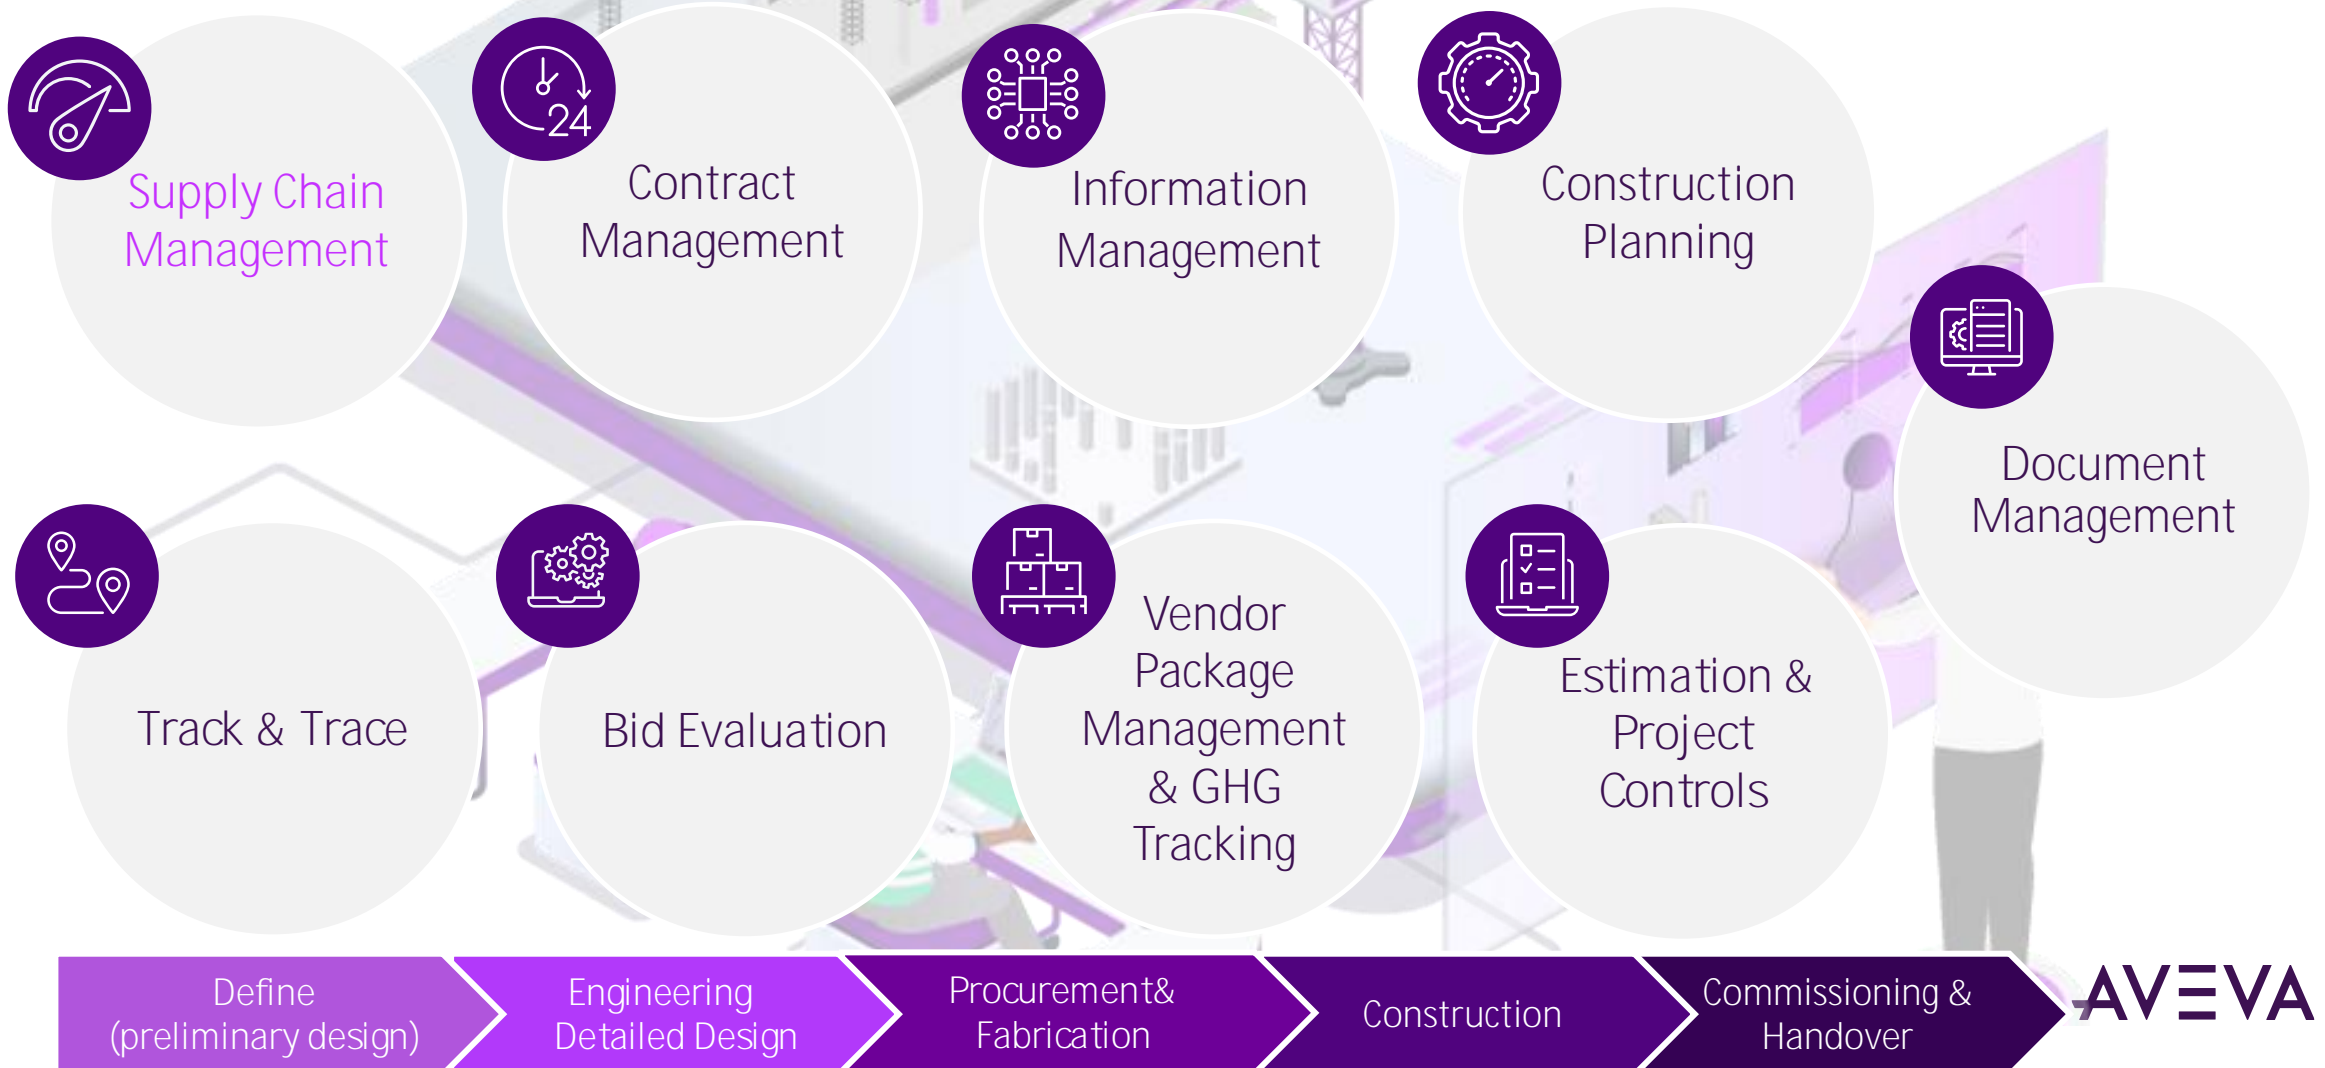 24
Supply Chain
Management
Contract
Management
Information
Management
Construction
Planning
Document
Management
Track & Trace
Bid Evaluation
Vendor
Package
Management
& GHG
Tracking
Estimation &
Project
Controls
Define
(preliminary design)
Engineering
Detailed Design
Procurement&
Fabrication
Construction
Commissioning &
Handover
AVEVA